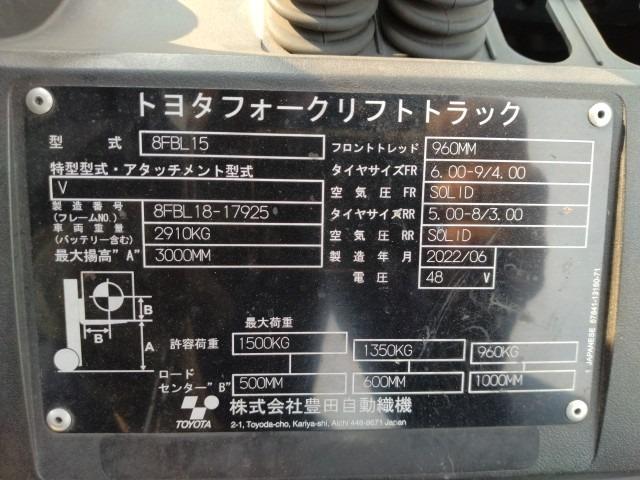 トヨタフォークリフトトラック
型式 8FBL15 フロントトレッド 960MM
特型型式・アタッチメント型式 タイヤサイズFR 6.00-9/4.00
V 空気圧FR SOLID
製造番号 (フレームNO.) 8FBL18-17925 タイヤサイズRR 5.00-8/3.00
車両重量 (バッテリー含む) 2910KG 空気圧RR SOLID
最大揚高"A" 3000MM 製造年月 2022/06
電圧 48 V
B
B
A
最大荷重
許容荷重 1500KG 1350KG 960KG
ロード
センター"B" 500MM 600MM 1000MM
TOYOTA 株式会社豊田自動織機
2-1, Toyoda-cho, Kariya-shi, Aichi 448-8671 Japan
JAPANESE 57841-13160-71